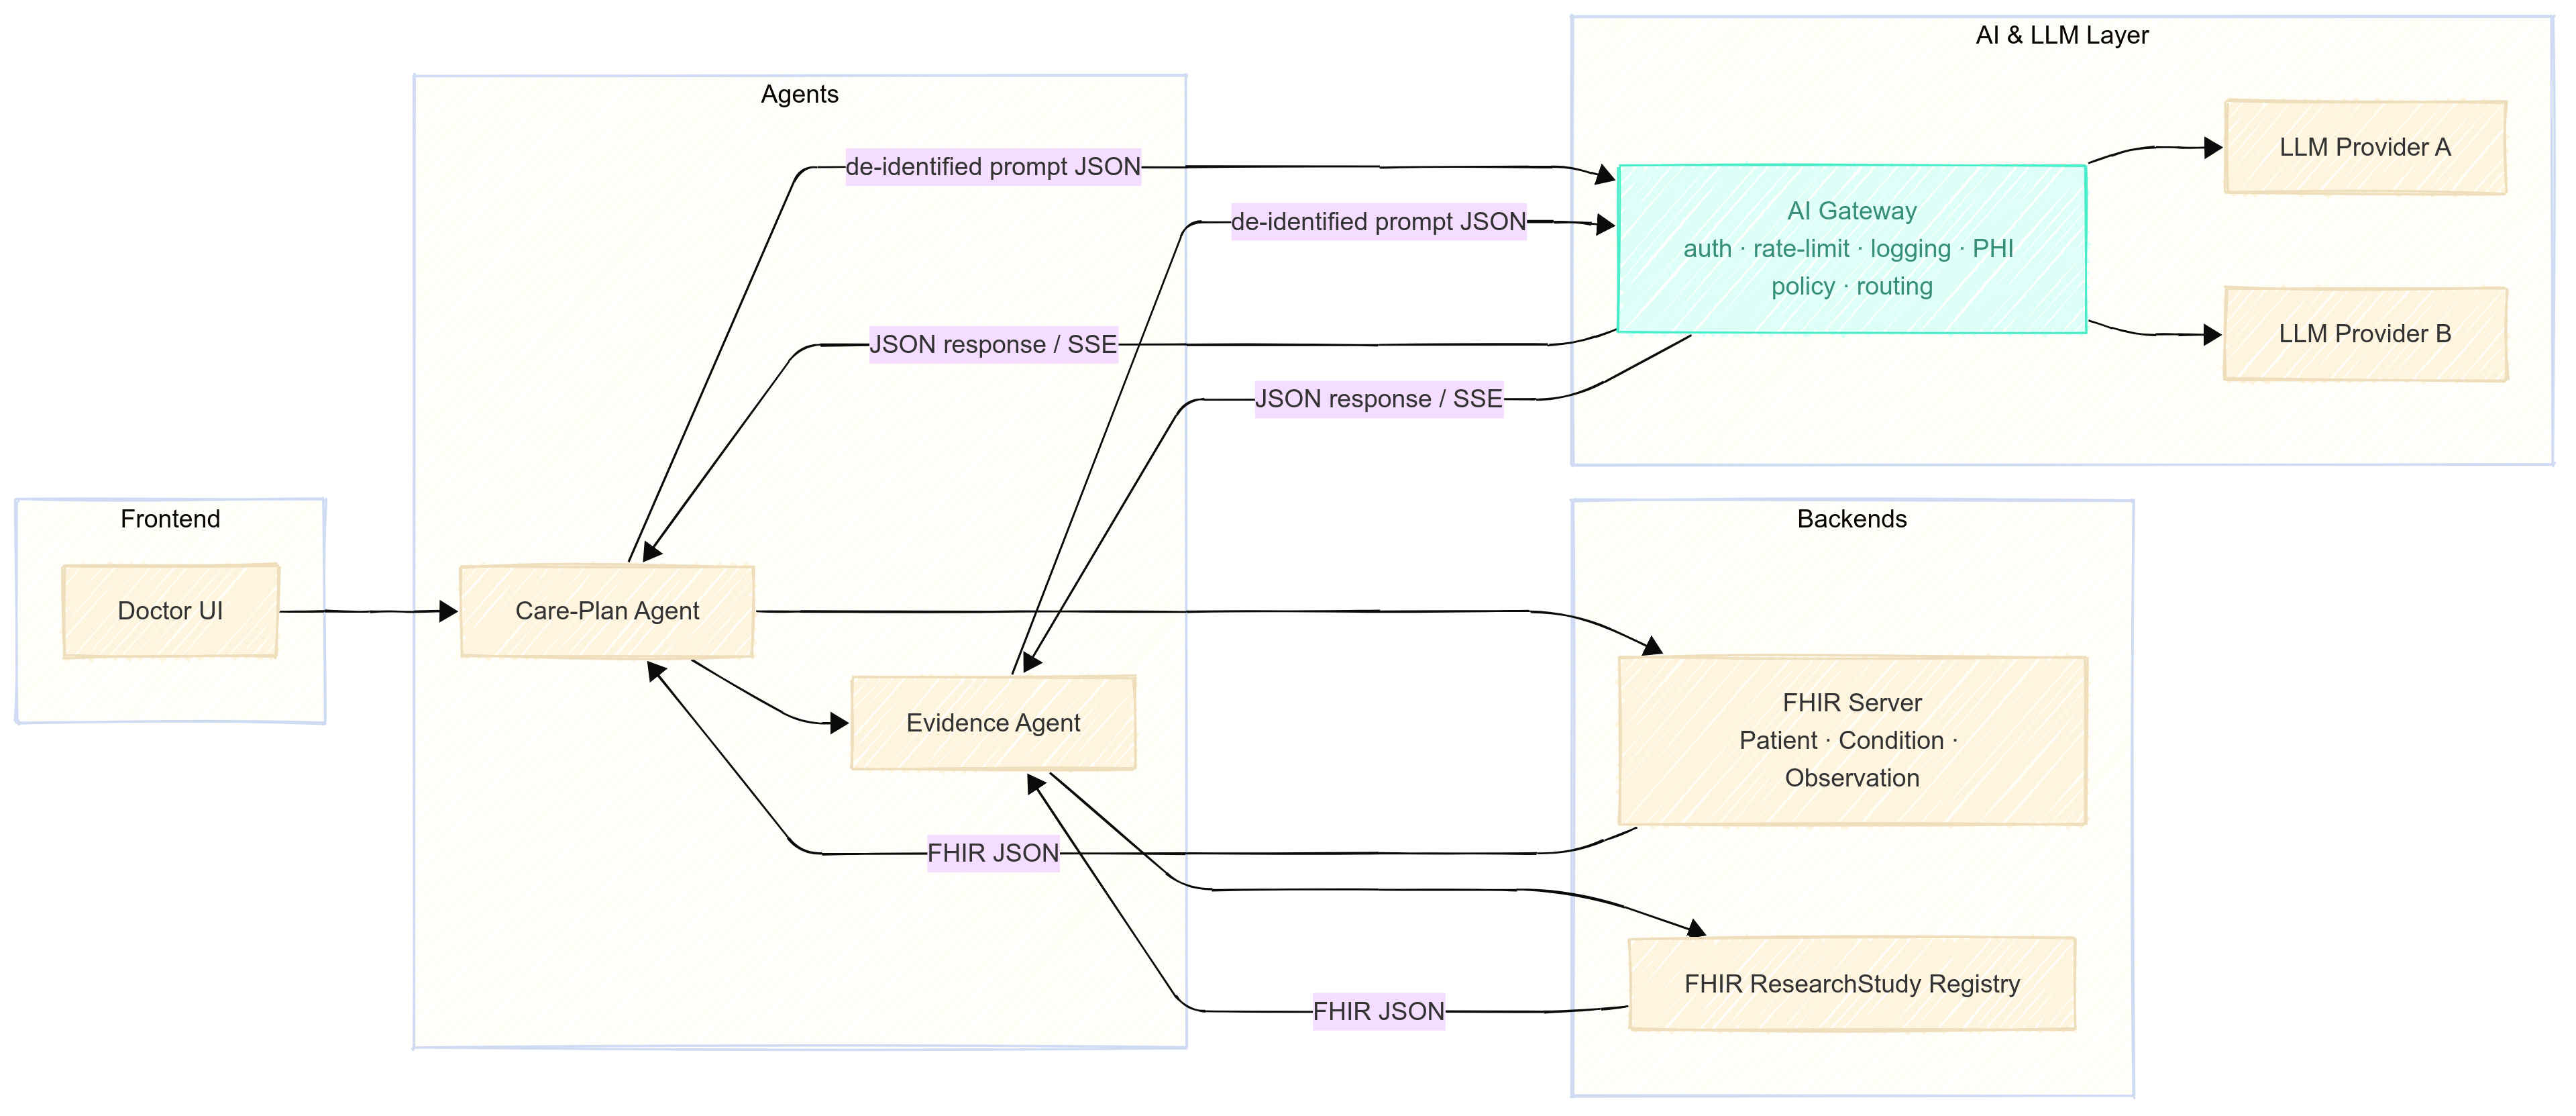 AI & LLM Layer
Agents
de-identified prompt JSON
LLM Provider A
de-identified prompt JSON
AI Gateway
auth · rate-limit · logging · PHI
policy · routing
JSON response / SSE
LLM Provider B
JSON response / SSE
Frontend
Backends
Doctor UI
Care-Plan Agent
Evidence Agent
FHIR Server
Patient · Condition ·
Observation
FHIR JSON
FHIR ResearchStudy Registry
FHIR JSON